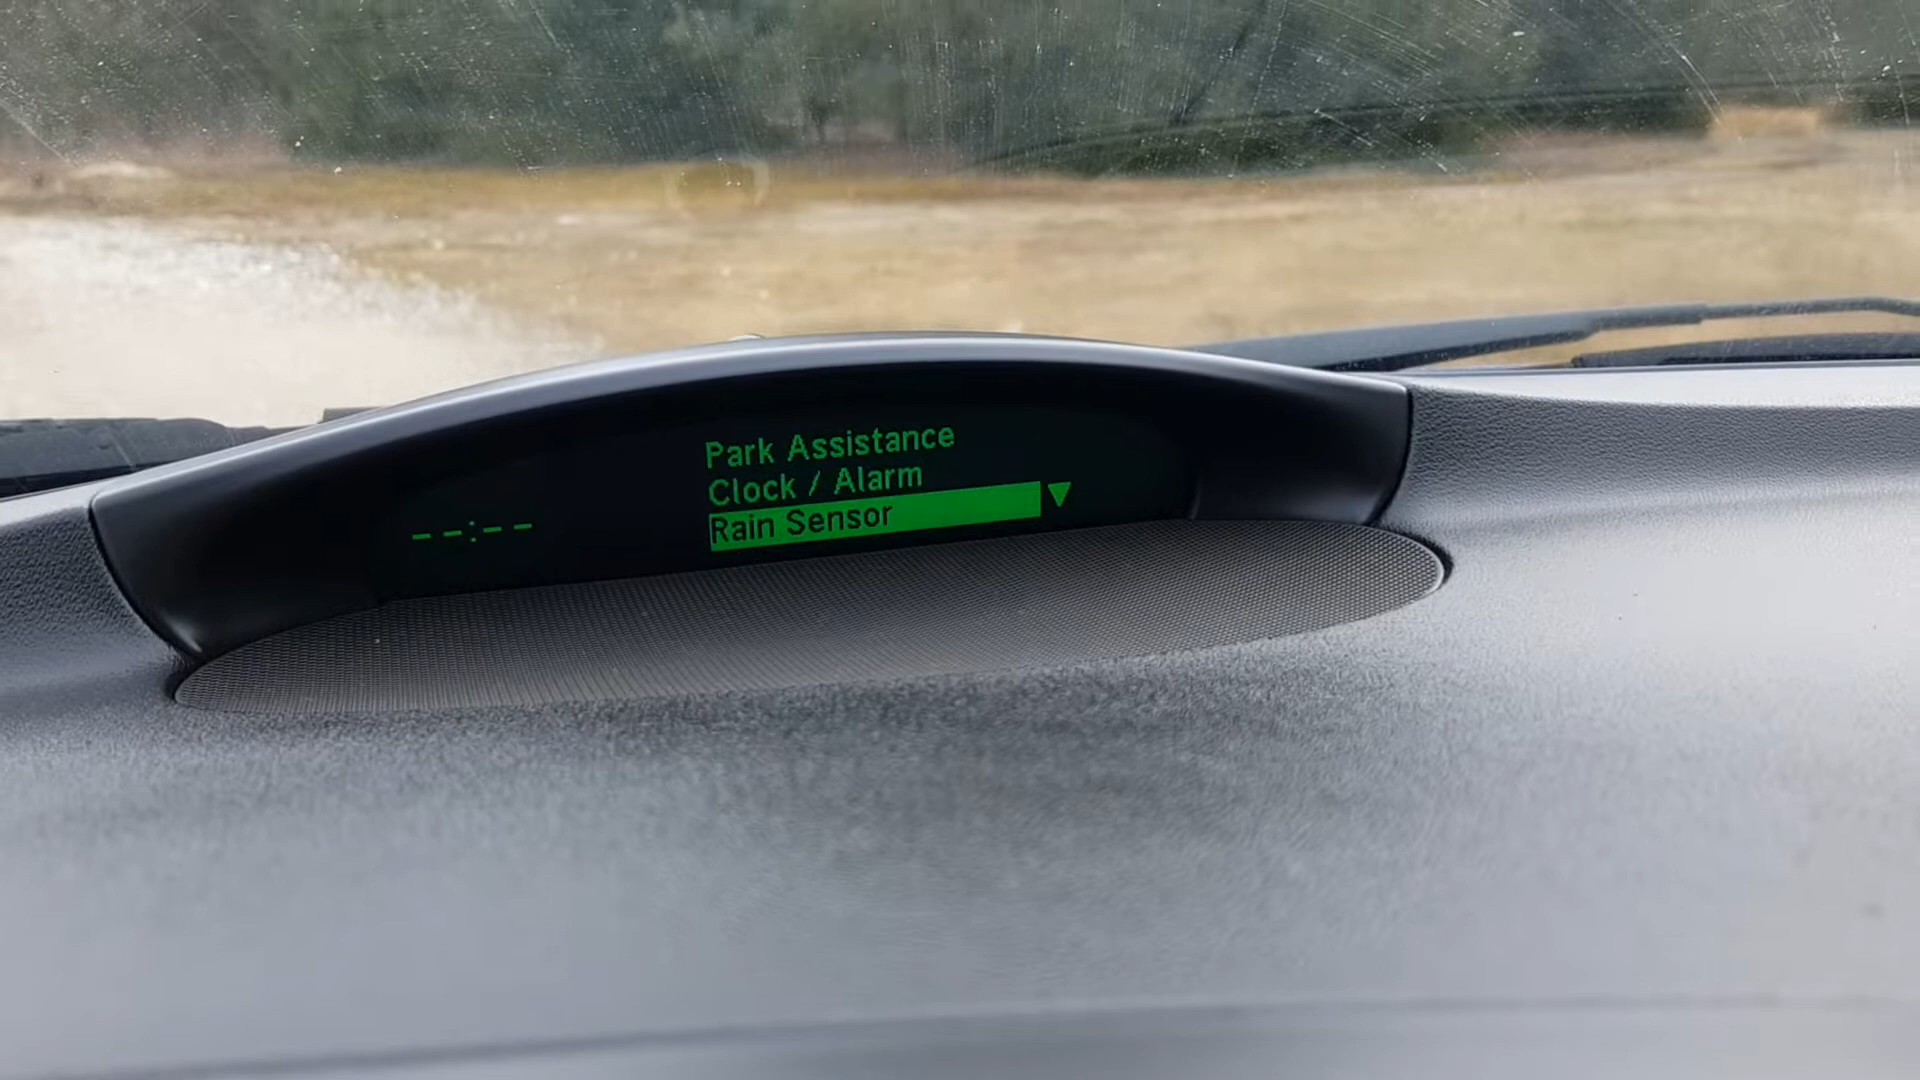 Park Assistance
Clock / Alarm
Rain Sensor
--:--